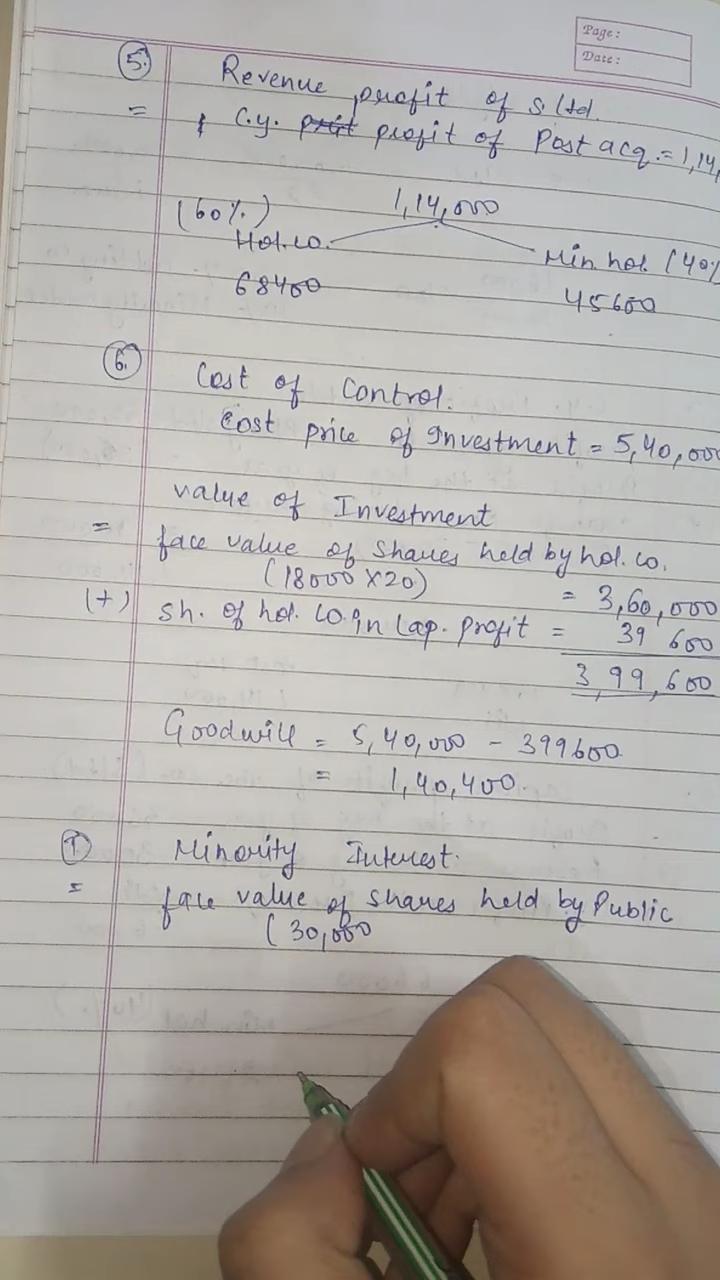 Page:
Date:
5.
Revenue profit of S. Ltd.
= C.y. profit of Post acq. = 1,14,
1,14,000
(60%)
Hol. co.
Min. hol. (40%
68400
45600
6.
Cost of Control.
Cost price of Investment = 5,40,000
value of Investment
= face value of shares held by hol. co.
(18000 X 20) = 3,60,000
(+) sh. of hol. co. in Cap. profit = 39 600
3,99,600
Goodwill = 5,40,000 - 399600
= 1,40,400.
7.
Minority Interest.
= face value of shares held by Public
(30,000